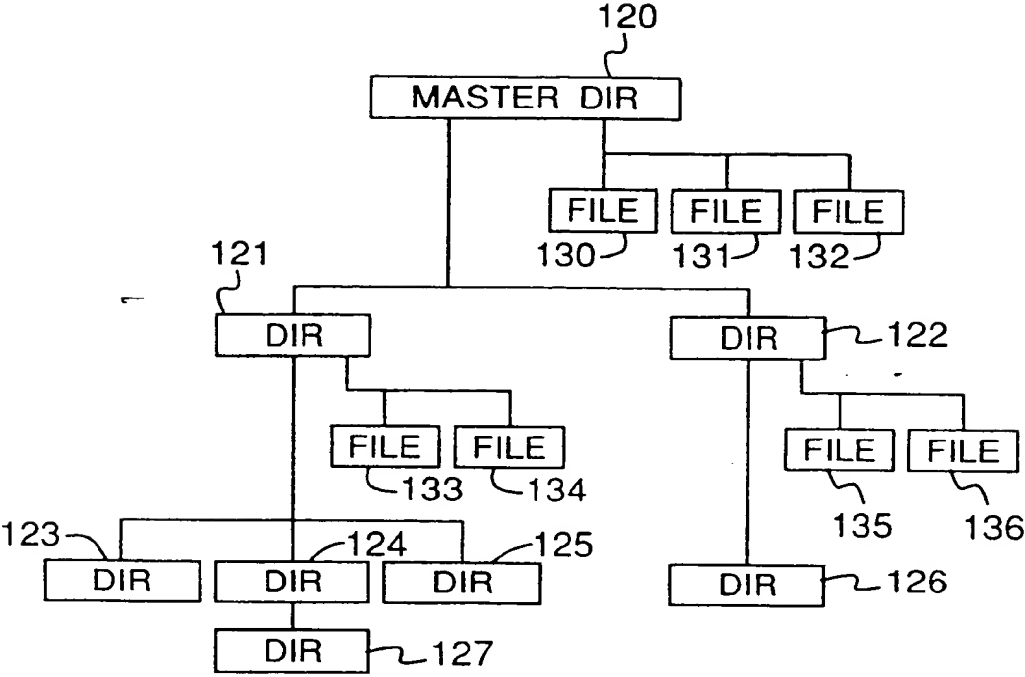 120
MASTER DIR
FILE FILE FILE
130 131 132
121
DIR
DIR 122
FILE FILE
133 134
FILE FILE
135 136
123 124 125
DIR DIR DIR
DIR 126
DIR 127